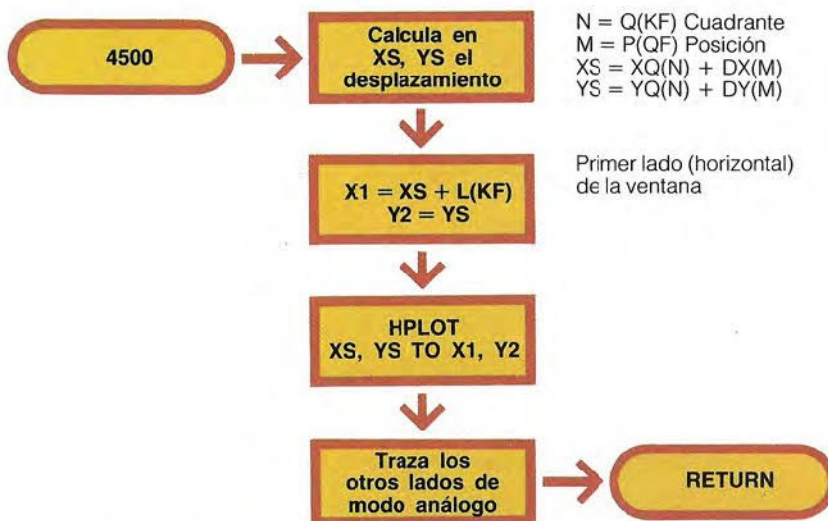 4500
Calcula en
XS, YS el
desplazamiento
N = Q(KF) Cuadrante
M = P(QF) Posición
XS = XQ(N) + DX(M)
YS = YQ(N) + DY(M)
X1 = XS + L(KF)
Y2 = YS
Primer lado (horizontal)
de la ventana
HPLOT
XS, YS TO X1, Y2
Traza los
otros lados de
modo análogo
RETURN